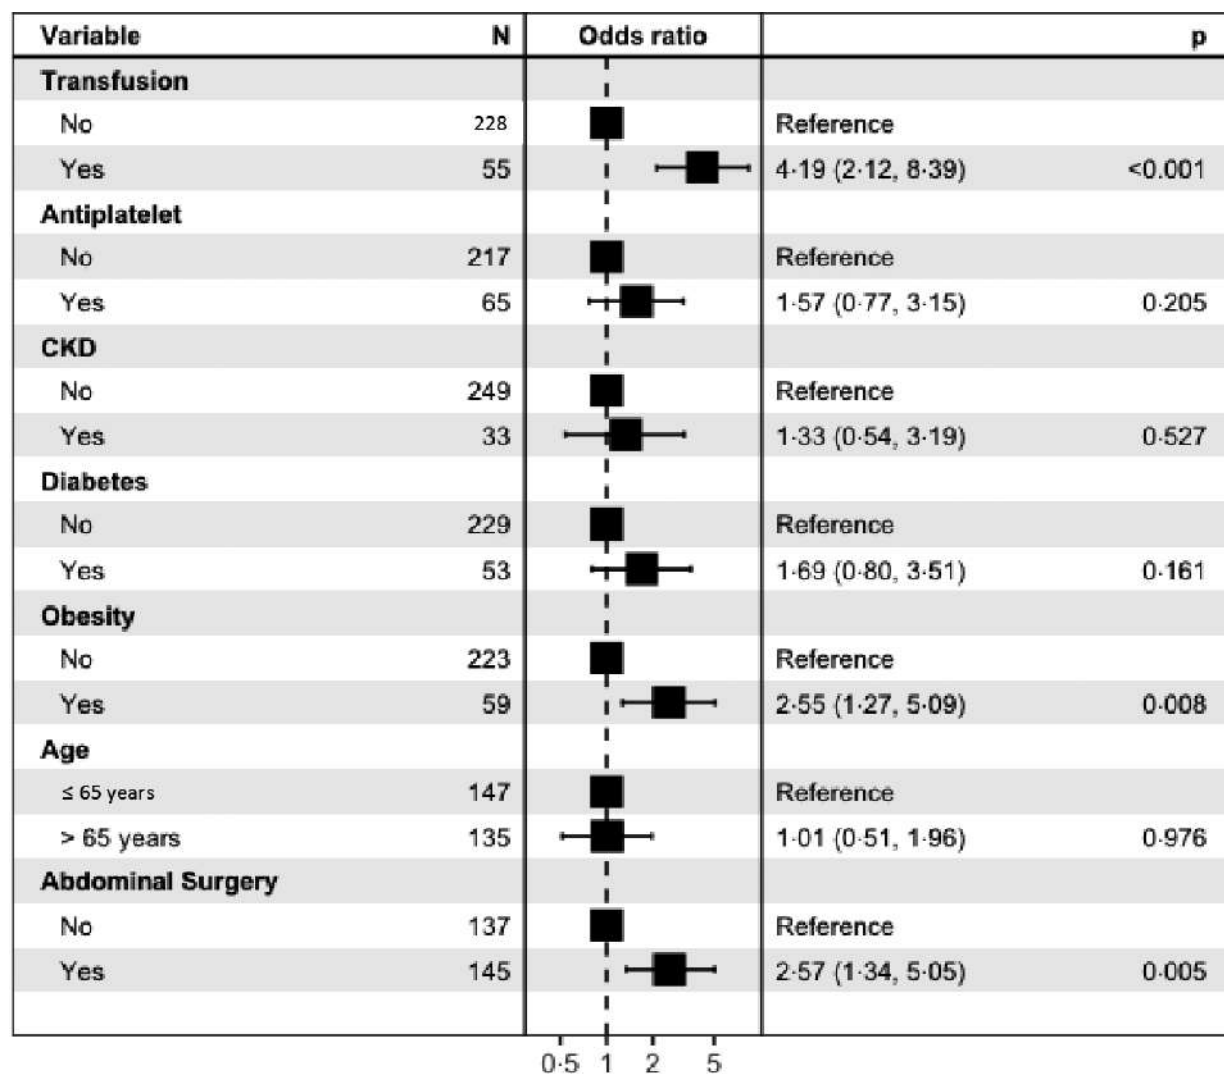 Variable N Odds ratio p
Transfusion
No 228 Reference
Yes 55 4·19 (2·12, 8·39) <0.001
Antiplatelet
No 217 Reference
Yes 65 1·57 (0·77, 3·15) 0·205
CKD
No 249 Reference
Yes 33 1·33 (0·54, 3·19) 0·527
Diabetes
No 229 Reference
Yes 53 1·69 (0·80, 3·51) 0·161
Obesity
No 223 Reference
Yes 59 2·55 (1·27, 5·09) 0·008
Age
≤ 65 years 147 Reference
> 65 years 135 1·01 (0·51, 1·96) 0·976
Abdominal Surgery
No 137 Reference
Yes 145 2·57 (1·34, 5·05) 0·005
0·5 1 2 5